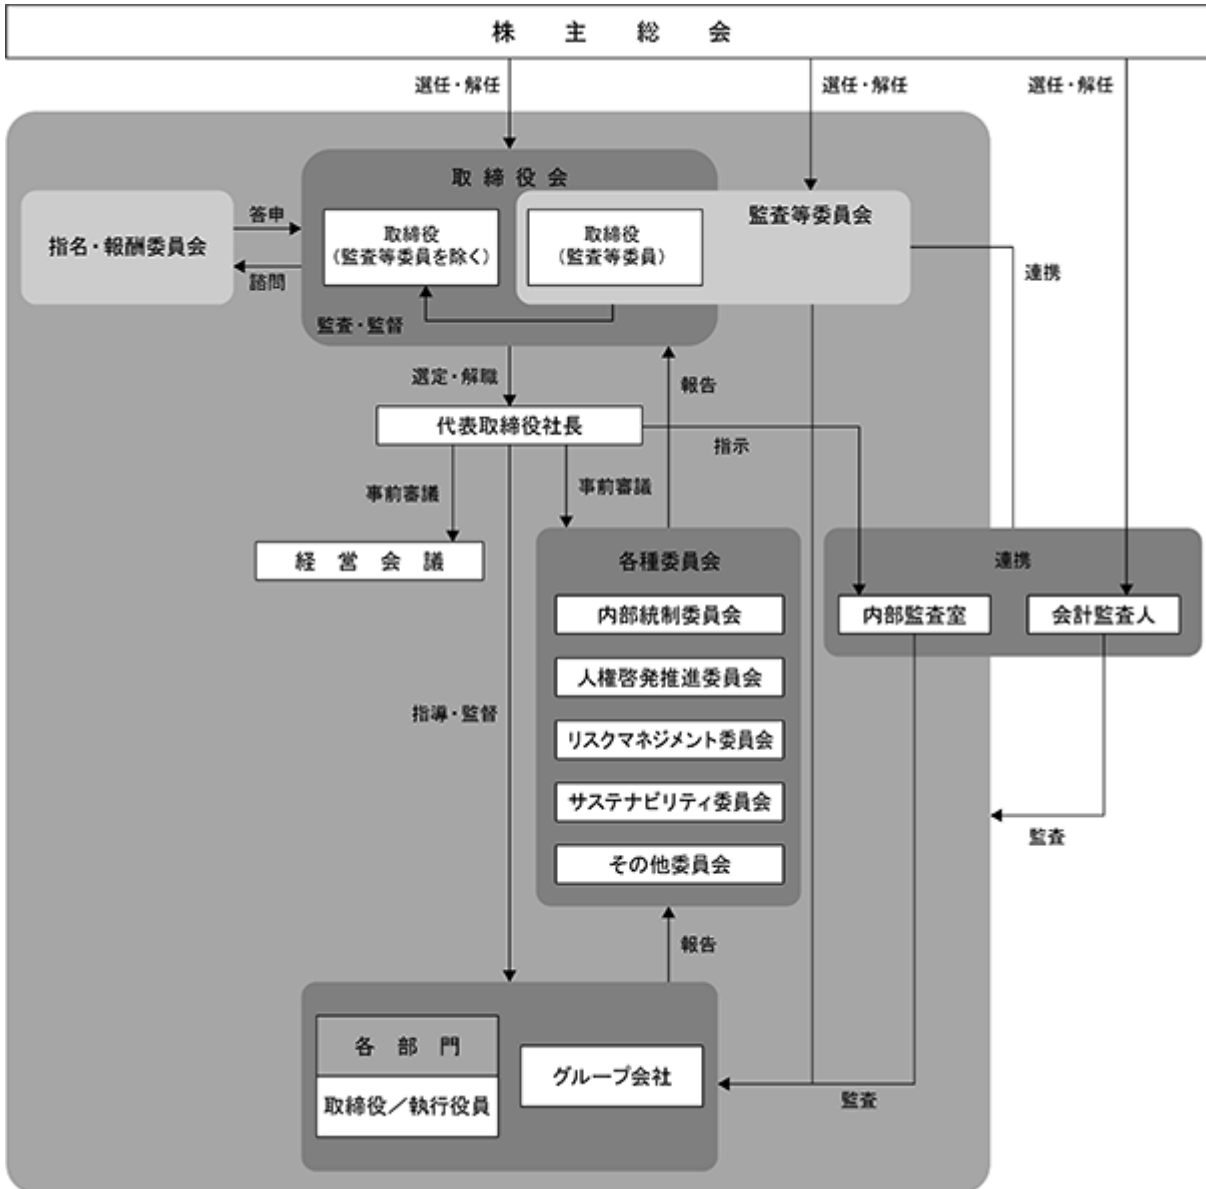 株主総会
選任・解任
選任・解任
選任・解任
取締役会
指名・報酬委員会
答申
諮問
取締役
（監査等委員を除く）
取締役
（監査等委員）
監査等委員会
監査・監督
連携
選定・解職
報告
代表取締役社長
指示
事前審議
事前審議
経営会議
各種委員会
内部統制委員会
人権啓発推進委員会
リスクマネジメント委員会
サステナビリティ委員会
その他委員会
連携
内部監査室
会計監査人
指導・監督
監査
報告
各部門
取締役／執行役員
グループ会社
監査